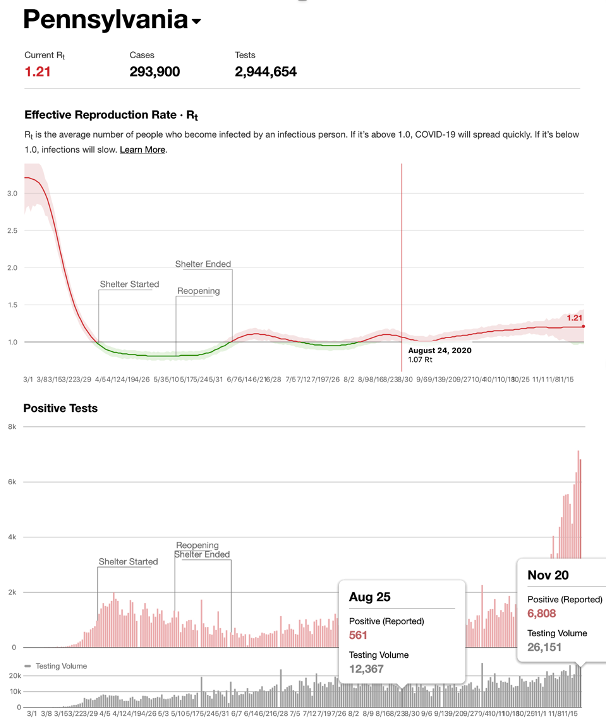 Pennsylvania
Current Rt Cases Tests
1.21 293,900 2,944,654
Effective Reproduction Rate · Rt
Rt is the average number of people who become infected by an infectious person. If it's above 1.0, COVID-19 will spread quickly. If it's below
1.0, infections will slow. Learn More.
3.0
2.5
2.0
1.5
1.0
Shelter Ended
Shelter Started
Reopening
1.21
August 24, 2020
1.07 Rt
Positive Tests
8k
6k
4k
2k
0
Reopening
Shelter Ended
Shelter Started
Aug 25
Positive (Reported)
561
Testing Volume
12,367
Nov 20
Positive (Reported)
6,808
Testing Volume
26,151
Testing Volume
20k
10k
0